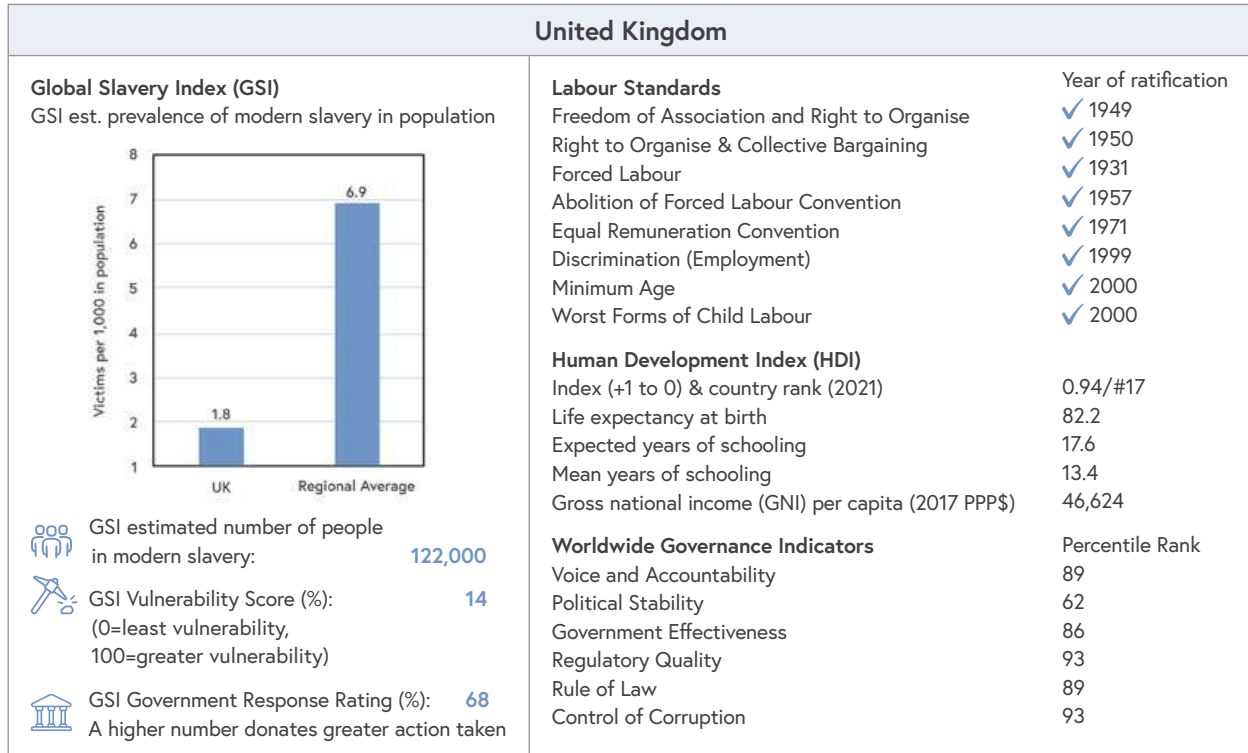 United Kingdom
Global Slavery Index (GSI)
GSI est. prevalence of modern slavery in population
Victims per 1,000 in population
8
7
6
5
4
3
2
1
1.8
6.9
UK
Regional Average
GSI estimated number of people
in modern slavery: 122,000
GSI Vulnerability Score (%): 14
(0=least vulnerability,
100=greater vulnerability)
GSI Government Response Rating (%): 68
A higher number donates greater action taken
Labour Standards Year of ratification
Freedom of Association and Right to Organise ✓ 1949
Right to Organise & Collective Bargaining ✓ 1950
Forced Labour ✓ 1931
Abolition of Forced Labour Convention ✓ 1957
Equal Remuneration Convention ✓ 1971
Discrimination (Employment) ✓ 1999
Minimum Age ✓ 2000
Worst Forms of Child Labour ✓ 2000
Human Development Index (HDI)
Index (+1 to 0) & country rank (2021) 0.94/#17
Life expectancy at birth 82.2
Expected years of schooling 17.6
Mean years of schooling 13.4
Gross national income (GNI) per capita (2017 PPP$) 46,624
Worldwide Governance Indicators Percentile Rank
Voice and Accountability 89
Political Stability 62
Government Effectiveness 86
Regulatory Quality 93
Rule of Law 89
Control of Corruption 93